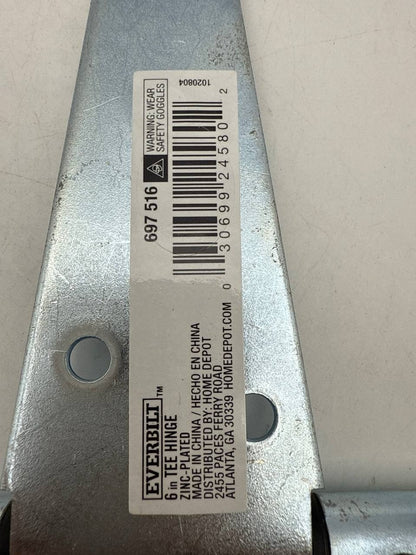 EVERBILT™
6 in TEE HINGE
ZINC-PLATED
MADE IN CHINA / HECHO EN CHINA
DISTRIBUTED BY: HOME DEPOT
2455 PACES FERRY ROAD
ATLANTA, GA 30339 HOMEDEPOT.COM
697 516
WARNING: WEAR
SAFETY GOGGLES
0 30699 24580 2
1020804